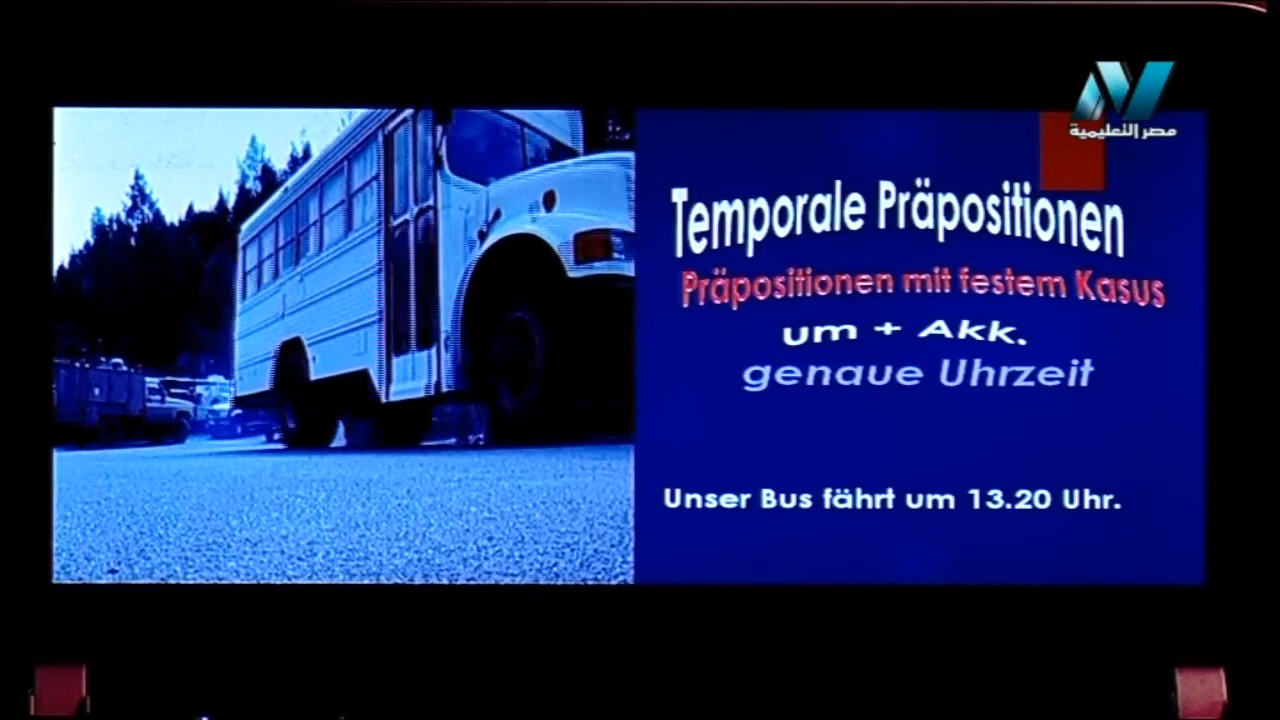 مصر التعليمية
Temporale Präpositionen
Präpositionen mit festem Kasus
um + Akk.
genaue Uhrzeit
Unser Bus fährt um 13.20 Uhr.